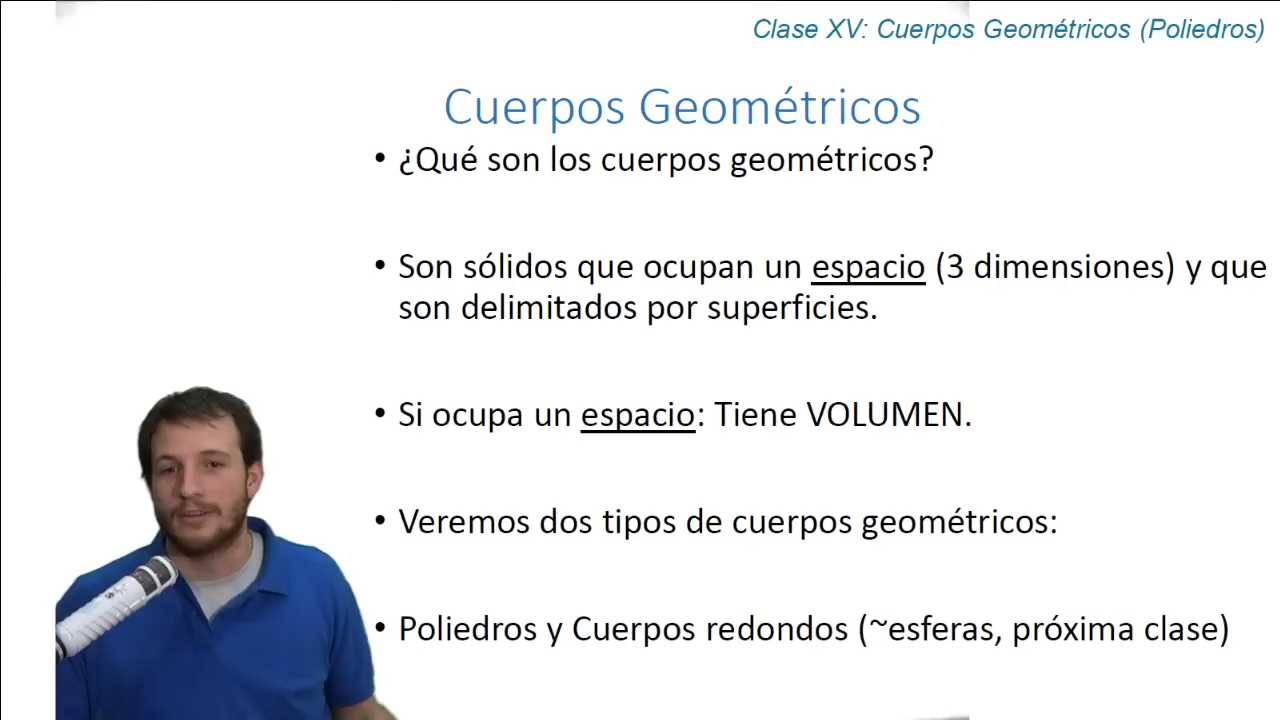 Clase XV: Cuerpos Geométricos (Poliedros)
Cuerpos Geométricos
• ¿Qué son los cuerpos geométricos?
• Son sólidos que ocupan un espacio (3 dimensiones) y que
son delimitados por superficies.
• Si ocupa un espacio: Tiene VOLUMEN.
• Veremos dos tipos de cuerpos geométricos:
• Poliedros y Cuerpos redondos (~esferas, próxima clase)